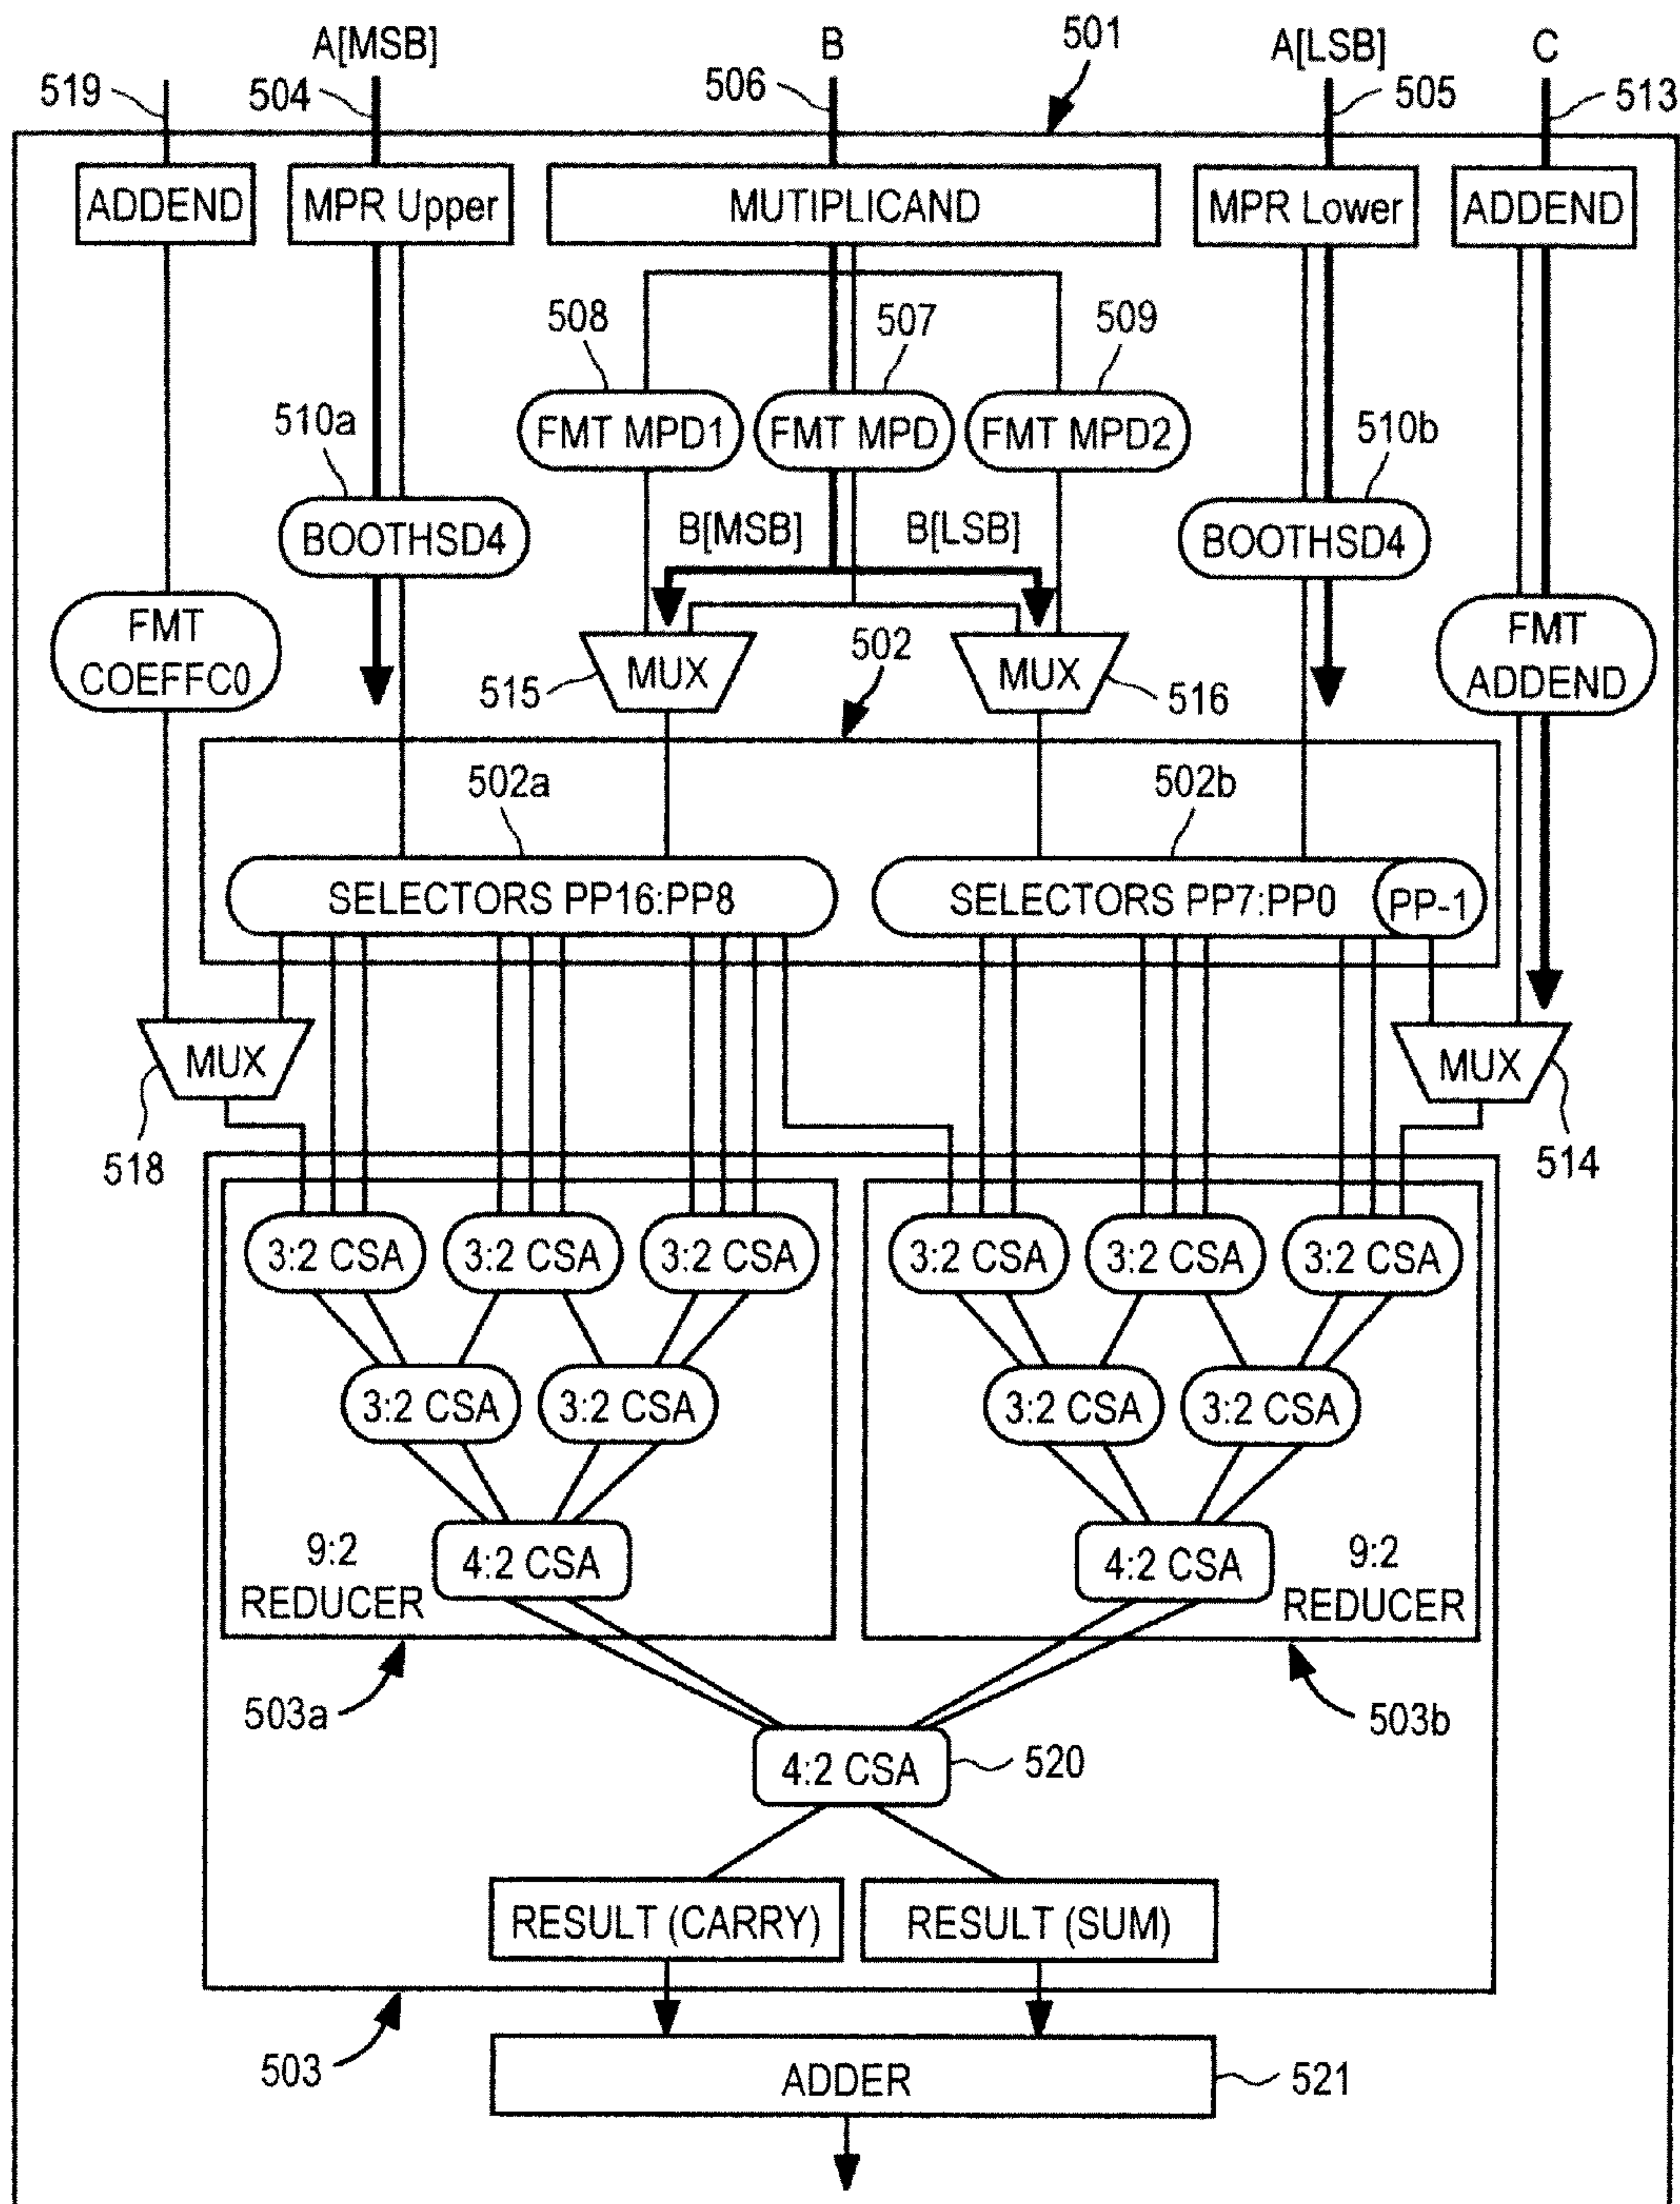 A[MSB]
B
501
A[LSB]
C
519
504
506
505
513
ADDEND
MPR Upper
MUTIPLICAND
MPR Lower
ADDEND
508
507
509
510a
FMT MPD1
FMT MPD
FMT MPD2
510b
BOOTHSD4
B[MSB]
B[LSB]
BOOTHSD4
FMT
COEFFC0
FMT
ADDEND
515
MUX
502
MUX
516
502a
502b
SELECTORS PP16:PP8
SELECTORS PP7:PP0
PP-1
MUX
MUX
518
514
3:2 CSA
3:2 CSA
3:2 CSA
3:2 CSA
3:2 CSA
3:2 CSA
3:2 CSA
3:2 CSA
3:2 CSA
3:2 CSA
9:2
REDUCER
4:2 CSA
4:2 CSA
9:2
REDUCER
503a
503b
4:2 CSA
520
RESULT (CARRY)
RESULT (SUM)
503
ADDER
521